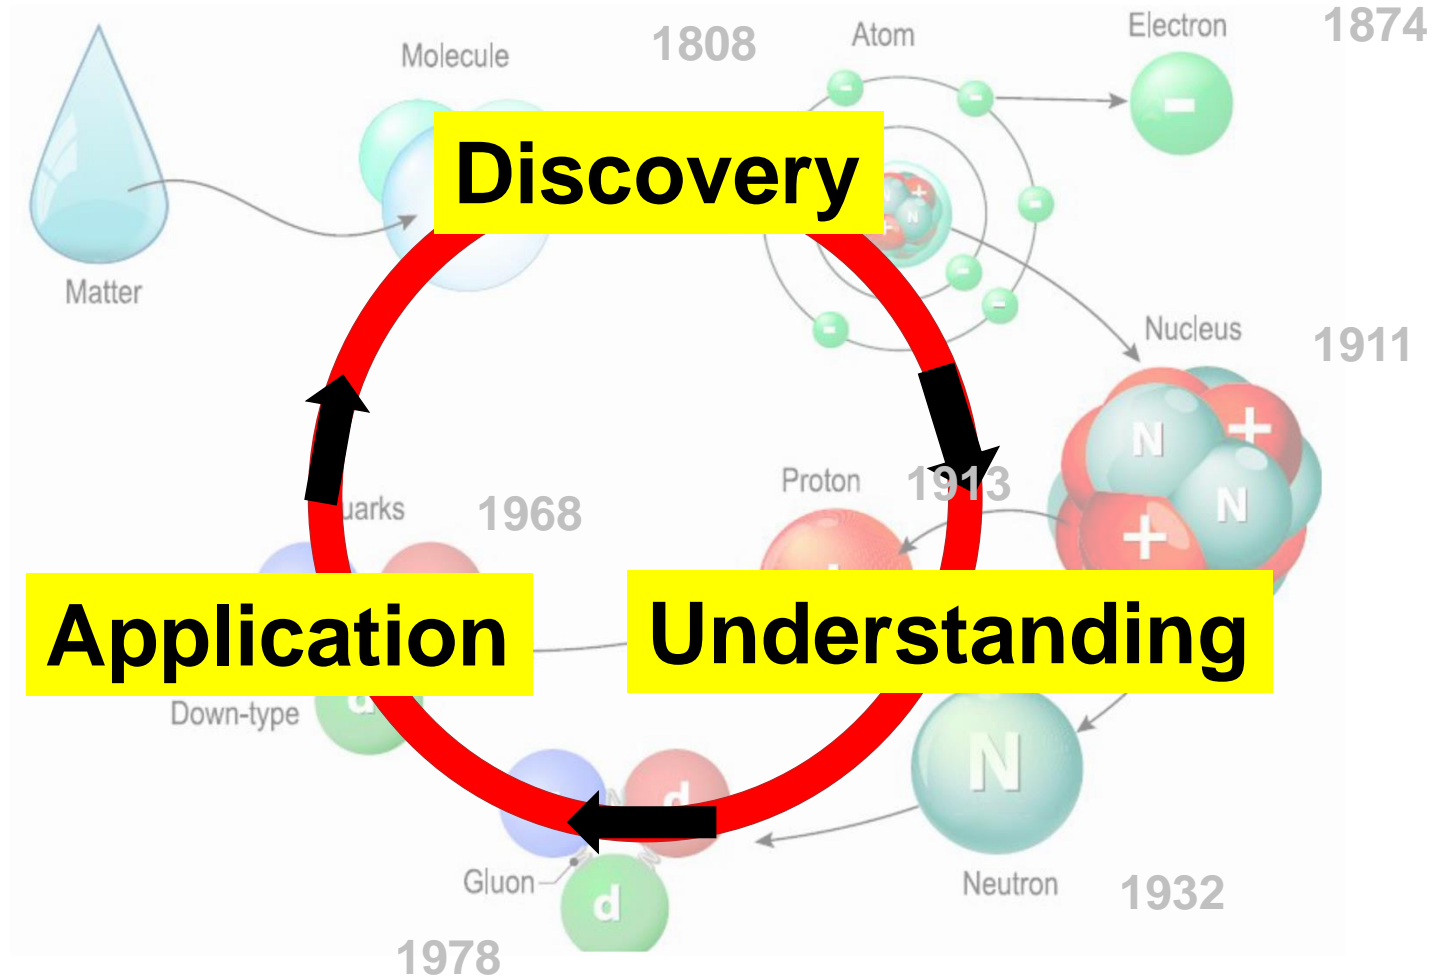 Electron
1874
Atom
1808
Molecule
Discovery
+
N
+
Matter
Nucleus
1911
N
+
N
+
Proton
1913
uarks
1968
Application
Understanding
Down-type
d
N
d
Gluon
d
Neutron
1932
1978